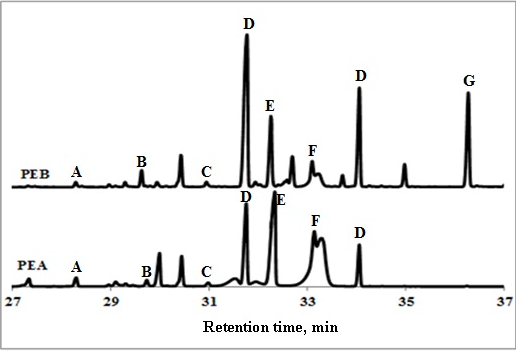 D
G
D
E
F
B
PEB A C
D E
F
D
PEA A B C
27 29 31 33 35 37
Retention time, min